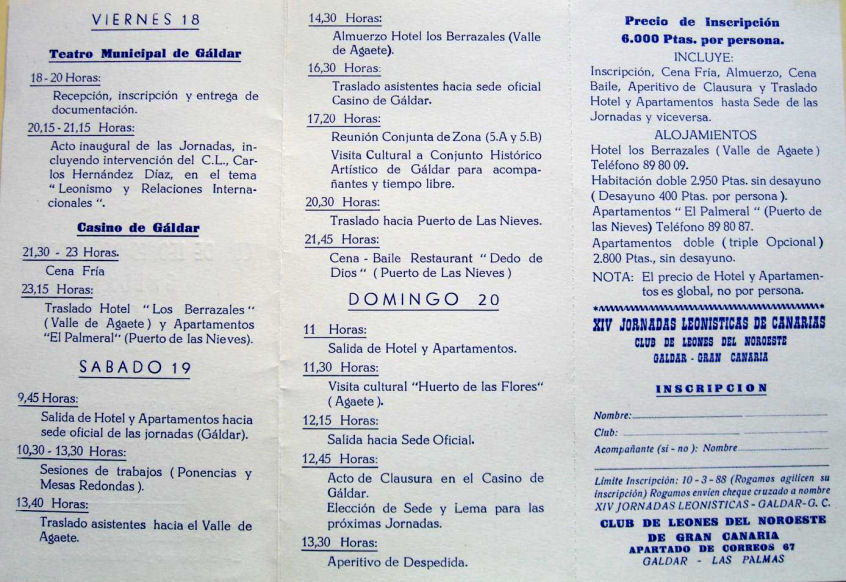 VIERNES 18
Teatro Municipal de Gáldar
18 - 20 Horas:
Recepción, inscripción y entrega de
documentación.
20,15 - 21,15 Horas:
Acto inaugural de las Jornadas, in-
cluyendo intervención del C.L., Car-
los Hernández Díaz, en el tema
" Leonismo y Relaciones Interna-
cionales ".
Casino de Gáldar
21,30 - 23 Horas.
Cena Fría
23,15 Horas:
Traslado Hotel "Los Berrazales"
( Valle de Agaete ) y Apartamentos
"El Palmeral" (Puerto de las Nieves).
SABADO 19
9,45 Horas:
Salida de Hotel y Apartamentos hacia
sede oficial de las jornadas (Gáldar).
10,30 - 13,30 Horas:
Sesiones de trabajos ( Ponencias y
Mesas Redondas ).
13,40 Horas:
Traslado asistentes hacia el Valle de
Agaete.
14,30 Horas:
Almuerzo Hotel los Berrazales (Valle
de Agaete).
16,30 Horas:
Traslado asistentes hacia sede oficial
Casino de Gáldar.
17,20 Horas:
Reunión Conjunta de Zona (5.A y 5.B)
Visita Cultural a Conjunto Histórico
Artístico de Gáldar para acompa-
ñantes y tiempo libre.
20,30 Horas:
Traslado hacia Puerto de Las Nieves.
21,45 Horas:
Cena - Baile Restaurant "Dedo de
Dios" ( Puerto de Las Nieves )
DOMINGO 20
11 Horas:
Salida de Hotel y Apartamentos.
11,30 Horas:
Visita cultural "Huerto de las Flores"
( Agaete ).
12,15 Horas:
Salida hacia Sede Oficial.
12,45 Horas:
Acto de Clausura en el Casino de
Gáldar.
Elección de Sede y Lema para las
próximas Jornadas.
13,30 Horas:
Aperitivo de Despedida.
Precio de Inscripción
6.000 Ptas. por persona.
INCLUYE:
Inscripción, Cena Fría, Almuerzo, Cena
Baile, Aperitivo de Clausura y Traslado
Hotel y Apartamentos hasta Sede de las
Jornadas y viceversa.
ALOJAMIENTOS
Hotel los Berrazales ( Valle de Agaete )
Teléfono 89 80 09.
Habitación doble 2.950 Ptas. sin desayuno
( Desayuno 400 Ptas. por persona ).
Apartamentos " El Palmeral " (Puerto de
las Nieves) Teléfono 89 80 87.
Apartamentos doble ( triple Opcional )
2.800 Ptas., sin desayuno.
NOTA: El precio de Hotel y Apartamen-
tos es global, no por persona.
XIV JORNADAS LEONISTICAS DE CANARIAS
CLUB DE LEONES DEL NOROESTE
GALDAR - GRAN CANARIA
INSCRIPCION
Nombre:
Club:
Acompañante (si - no ): Nombre
Límite Inscripción: 10 - 3 - 88 (Rogamos agilicen su
inscripción) Rogamos envíen cheque cruzado a nombre
XIV JORNADAS LEONISTICAS - GALDAR-G. C.
CLUB DE LEONES DEL NOROESTE
DE GRAN CANARIA
APARTADO DE CORREOS 67
GALDAR - LAS PALMAS